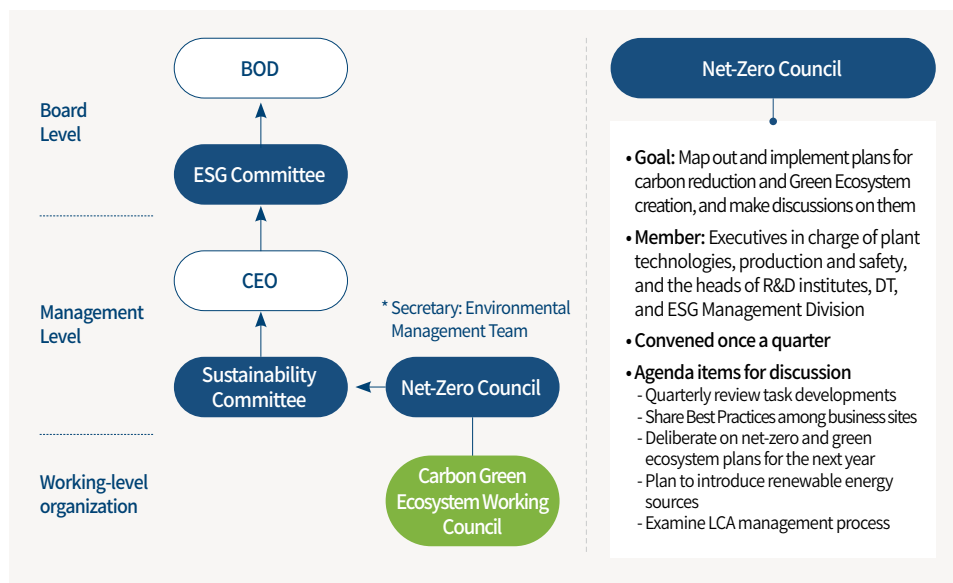 BOD
Board
Level
ESG Committee
CEO
Management
Level
* Secretary: Environmental
Management Team
Sustainability
Committee
Net-Zero Council
Working-level
organization
Carbon Green
Ecosystem Working
Council
Net-Zero Council
• Goal: Map out and implement plans for
carbon reduction and Green Ecosystem
creation, and make discussions on them
• Member: Executives in charge of plant
technologies, production and safety,
and the heads of R&D institutes, DT,
and ESG Management Division
• Convened once a quarter
• Agenda items for discussion
- Quarterly review task developments
- Share Best Practices among business sites
- Deliberate on net-zero and green
ecosystem plans for the next year
- Plan to introduce renewable energy
sources
- Examine LCA management process